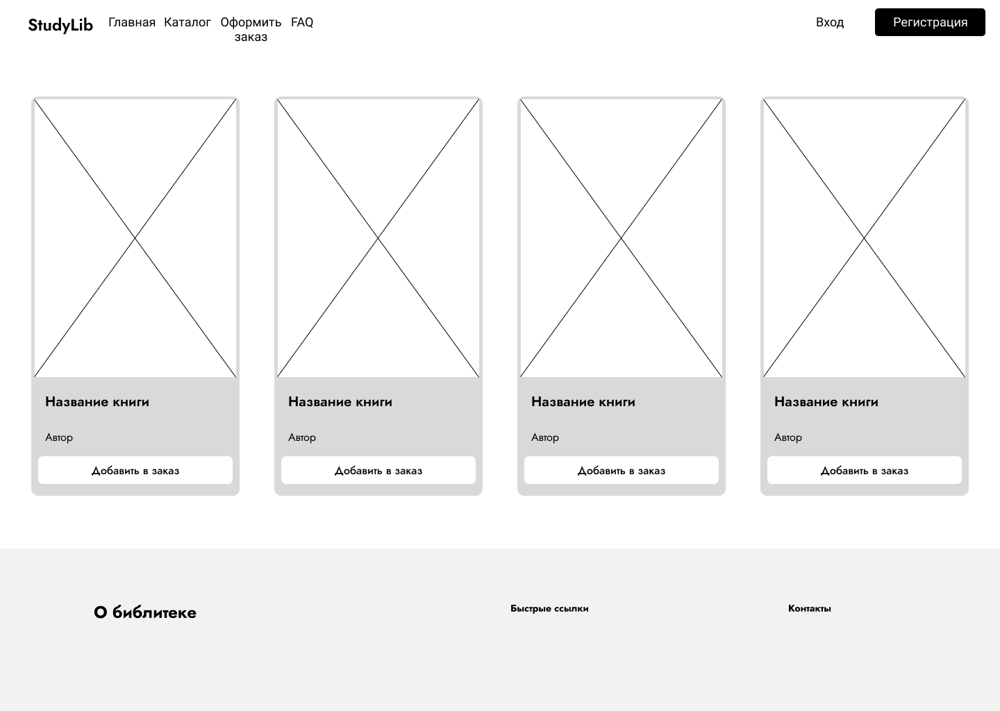 StudyLib
Главная
Каталог
Оформить
заказ
FAQ
Вход
Регистрация
Название книги
Автор
Добавить в заказ
Название книги
Автор
Добавить в заказ
Название книги
Автор
Добавить в заказ
Название книги
Автор
Добавить в заказ
О библитеке
Быстрые ссылки
Контакты